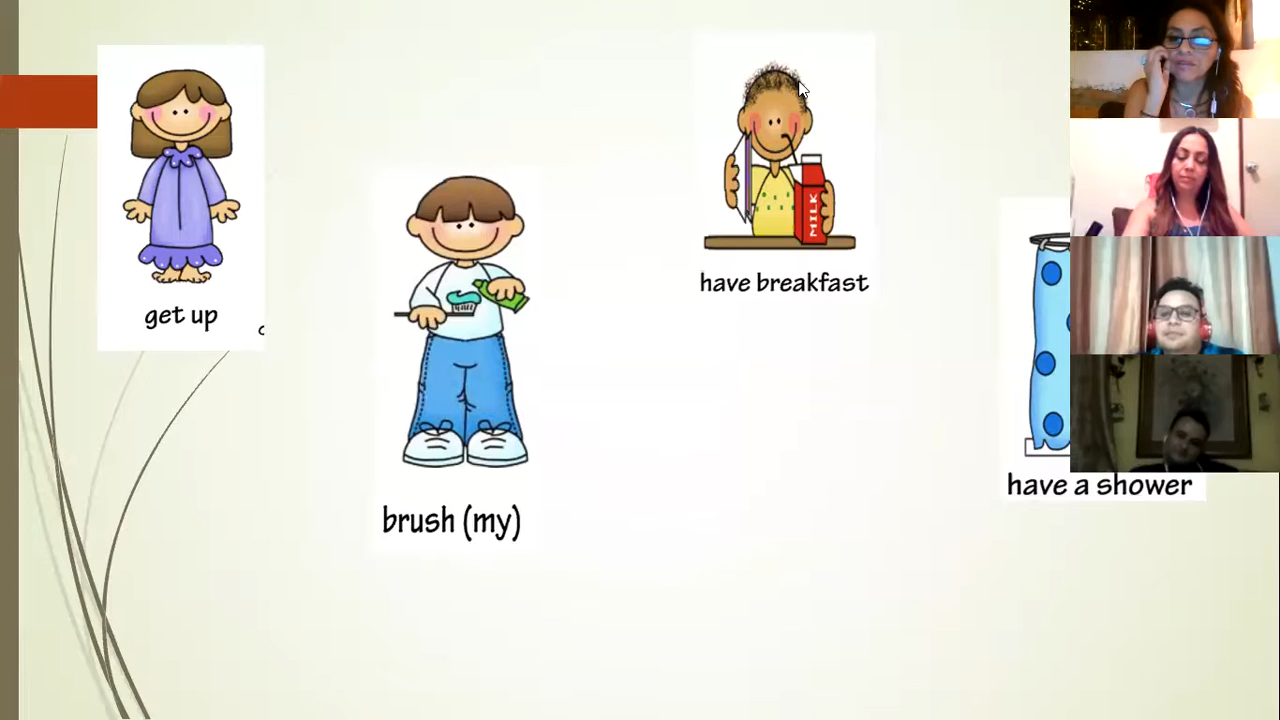 get up
brush (my)
MILK
have breakfast
have a shower